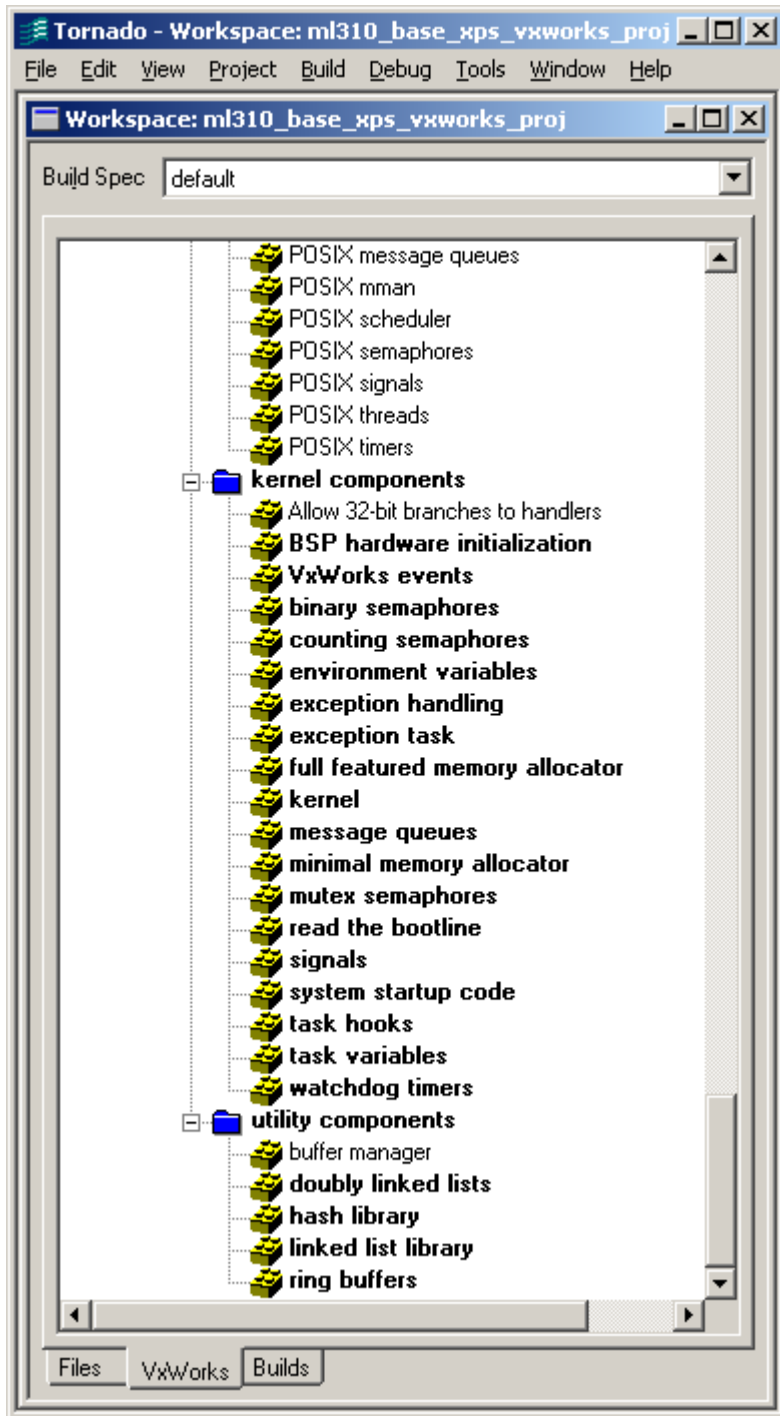 Tornado - Workspace: ml310_base_xps_vxworks_proj
File Edit View Project Build Debug Tools Window Help
Workspace: ml310_base_xps_vxworks_proj
Build Spec default
POSIX message queues
POSIX mman
POSIX scheduler
POSIX semaphores
POSIX signals
POSIX threads
POSIX timers
kernel components
Allow 32-bit branches to handlers
BSP hardware initialization
VxWorks events
binary semaphores
counting semaphores
environment variables
exception handling
exception task
full featured memory allocator
kernel
message queues
minimal memory allocator
mutex semaphores
read the bootline
signals
system startup code
task hooks
task variables
watchdog timers
utility components
buffer manager
doubly linked lists
hash library
linked list library
ring buffers
Files VxWorks Builds